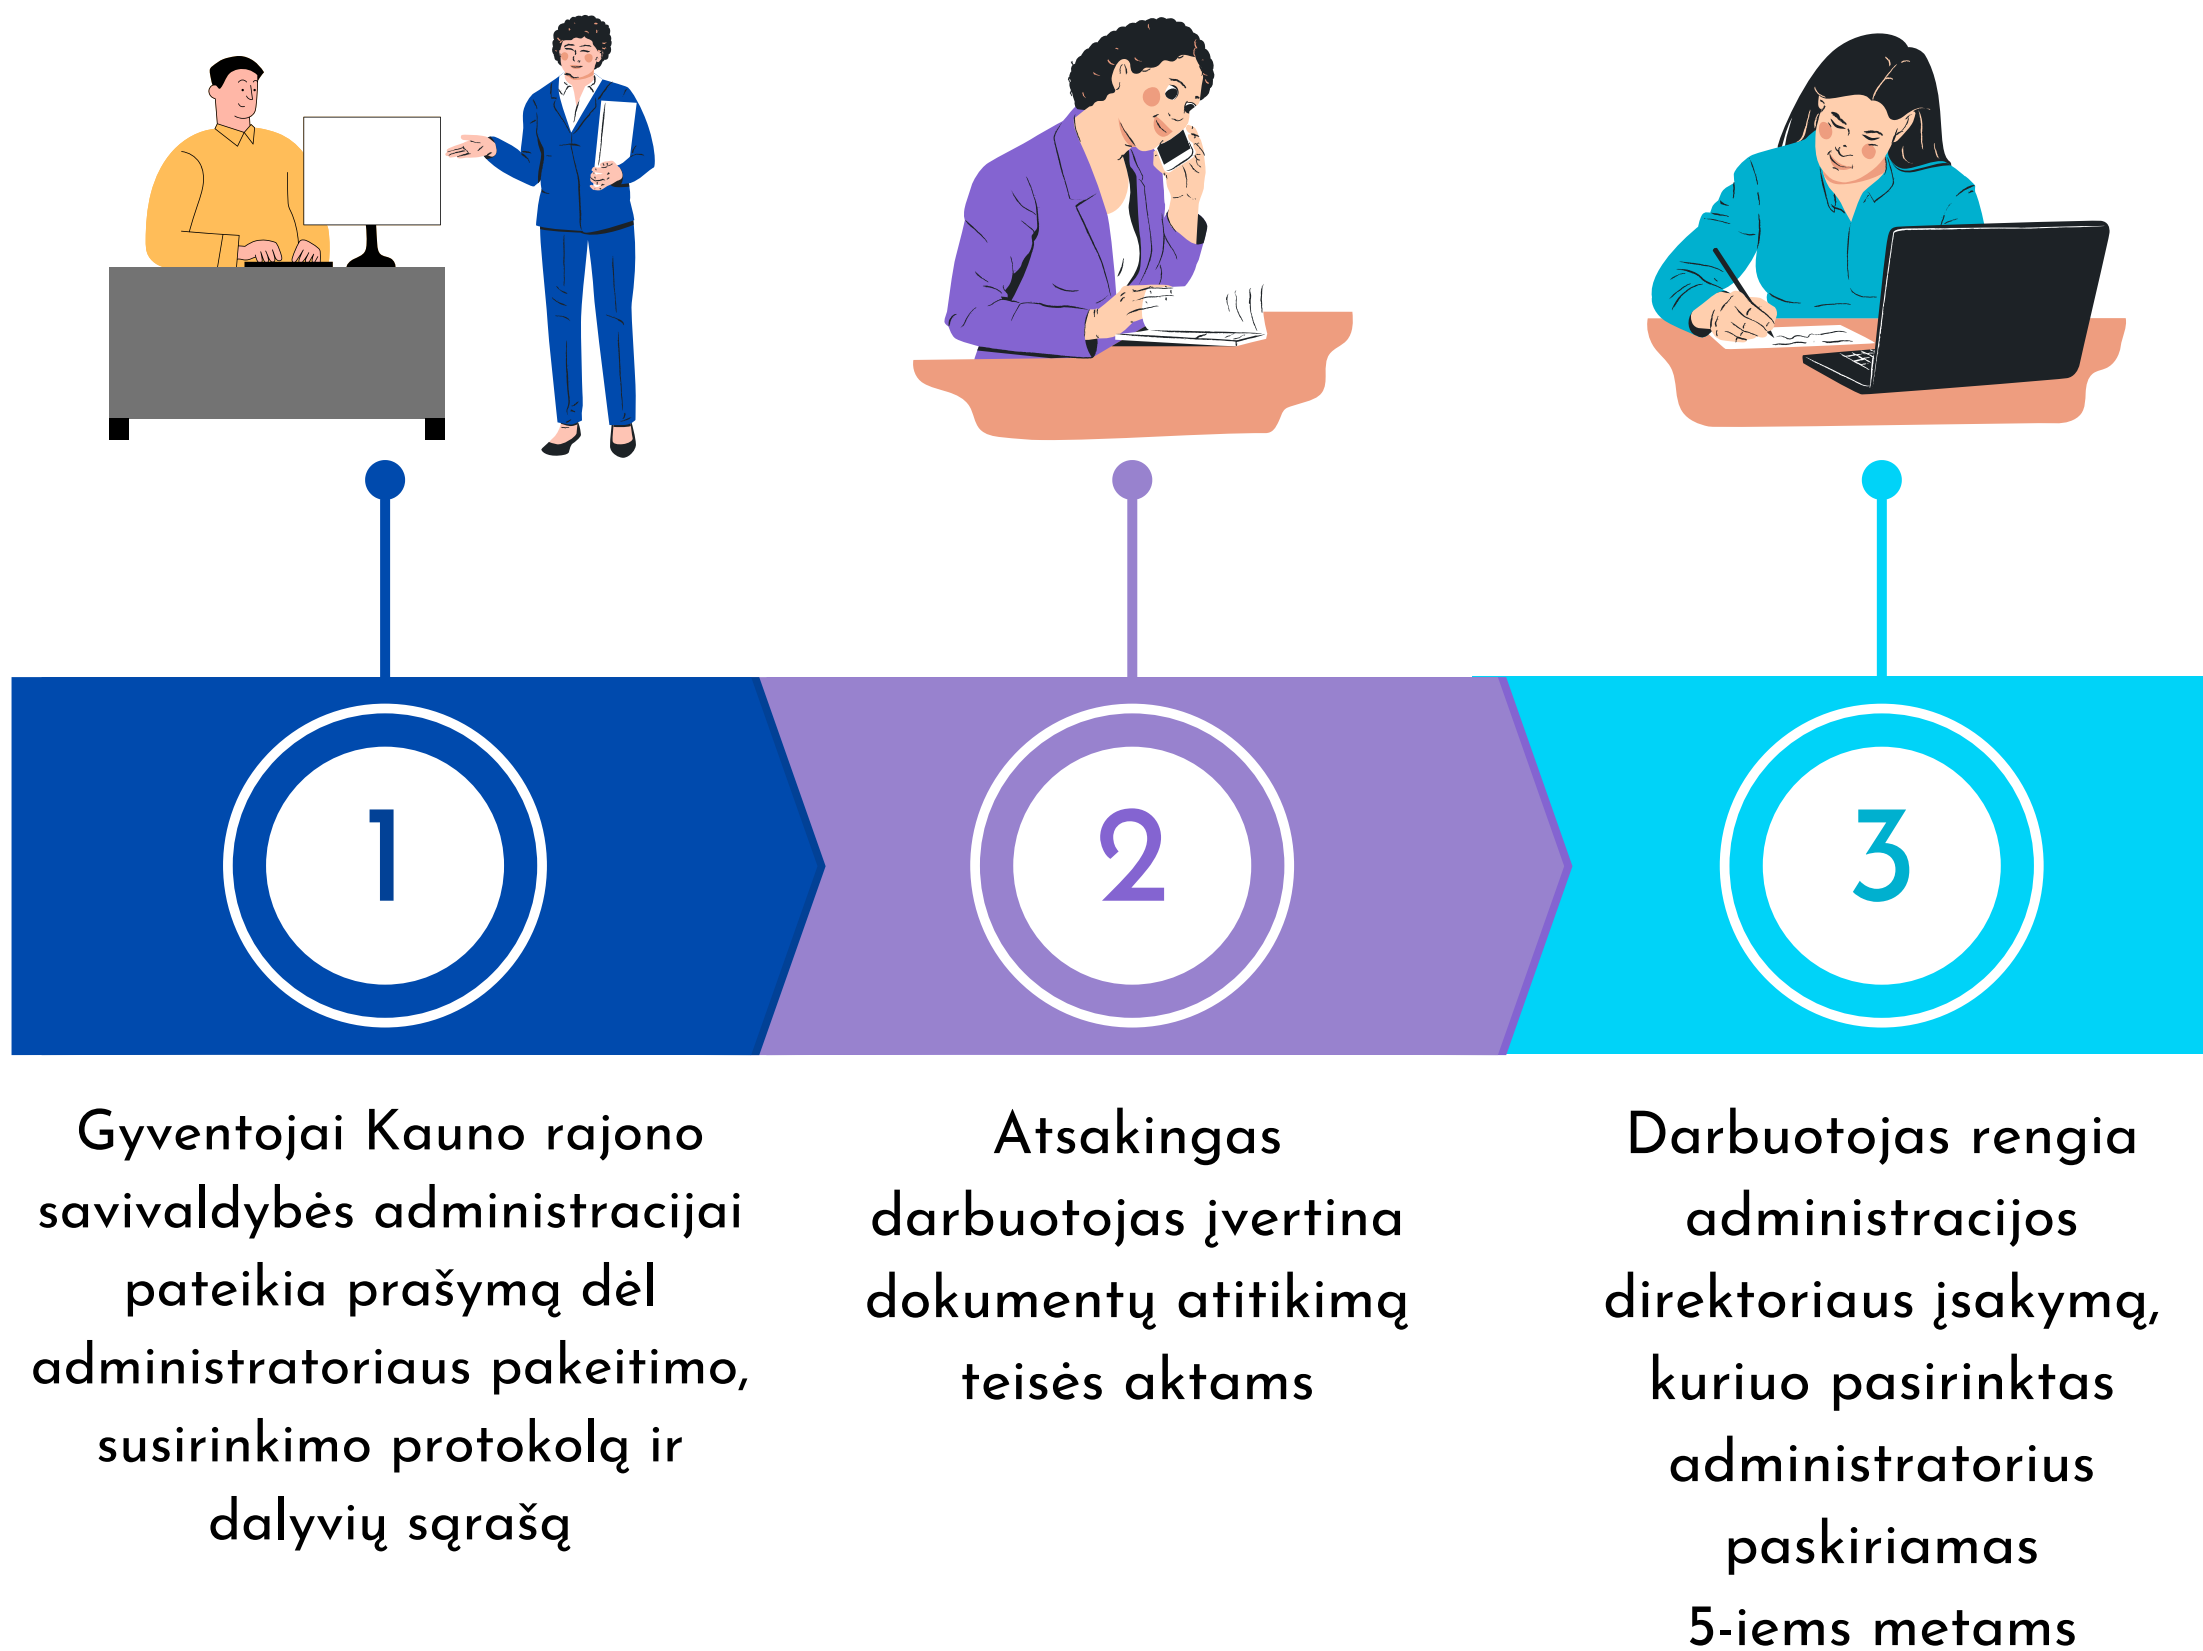 1
Gyventojai Kauno rajono
savivaldybės administracijai
pateikia prašymą dėl
administratoriaus pakeitimo,
susirinkimo protokolą ir
dalyvių sąrašą
2
Atsakingas
darbuotojas įvertina
dokumentų atitikimą
teisės aktams
3
Darbuotojas rengia
administracijos
direktoriaus įsakymą,
kuriuo pasirinktas
administratorius
paskiriamas
5-iems metams